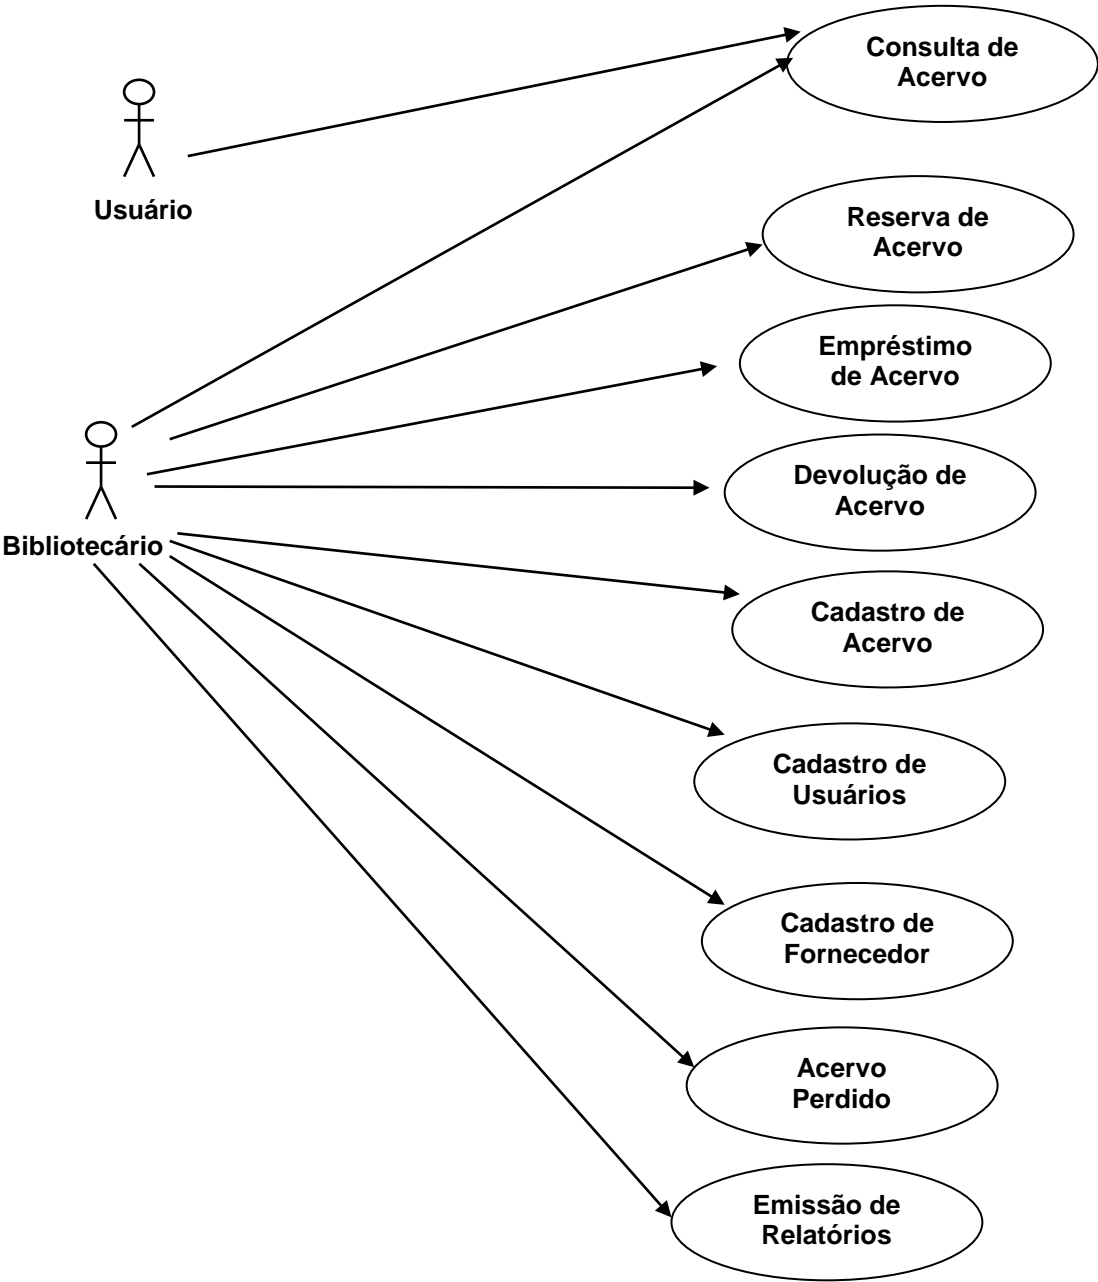 Consulta de
Acervo
Usuário
Reserva de
Acervo
Empréstimo
de Acervo
Devolução de
Acervo
Bibliotecário
Cadastro de
Acervo
Cadastro de
Usuários
Cadastro de
Fornecedor
Acervo
Perdido
Emissão de
Relatórios